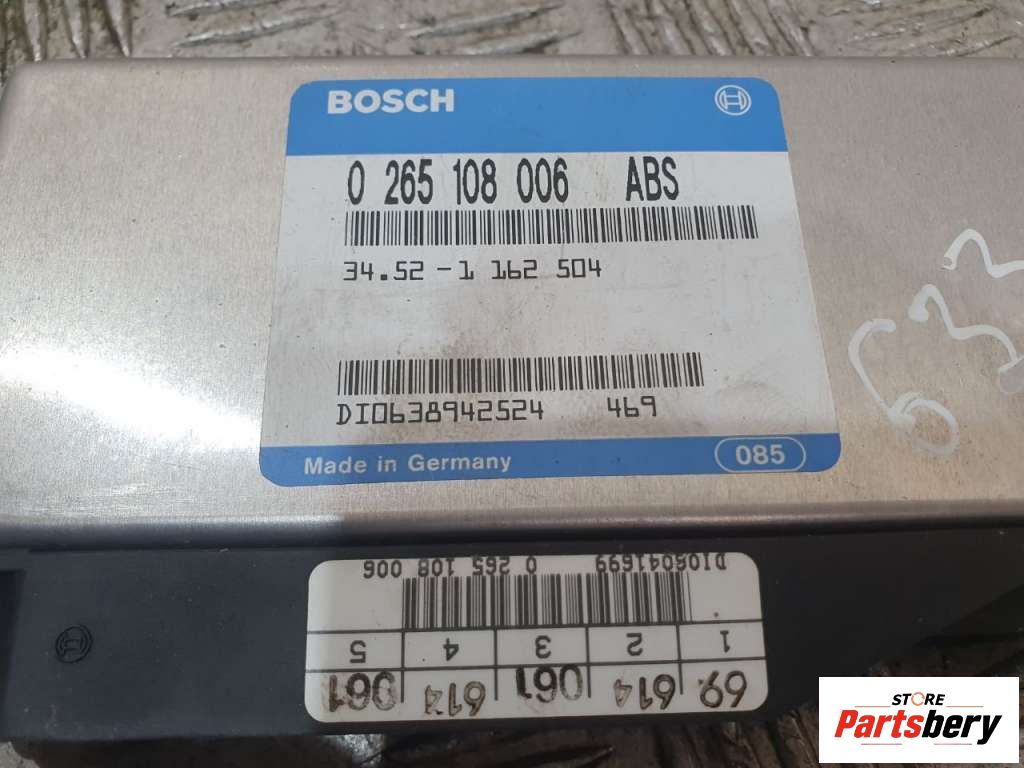 BOSCH
0 265 108 006 ABS
34.52-1 162 504
DI0638942524 469
Made in Germany 085
DI06041699 0 265 108 006
1 2 3 4 5
69. 614 061 614 061
STORE
Partsbery